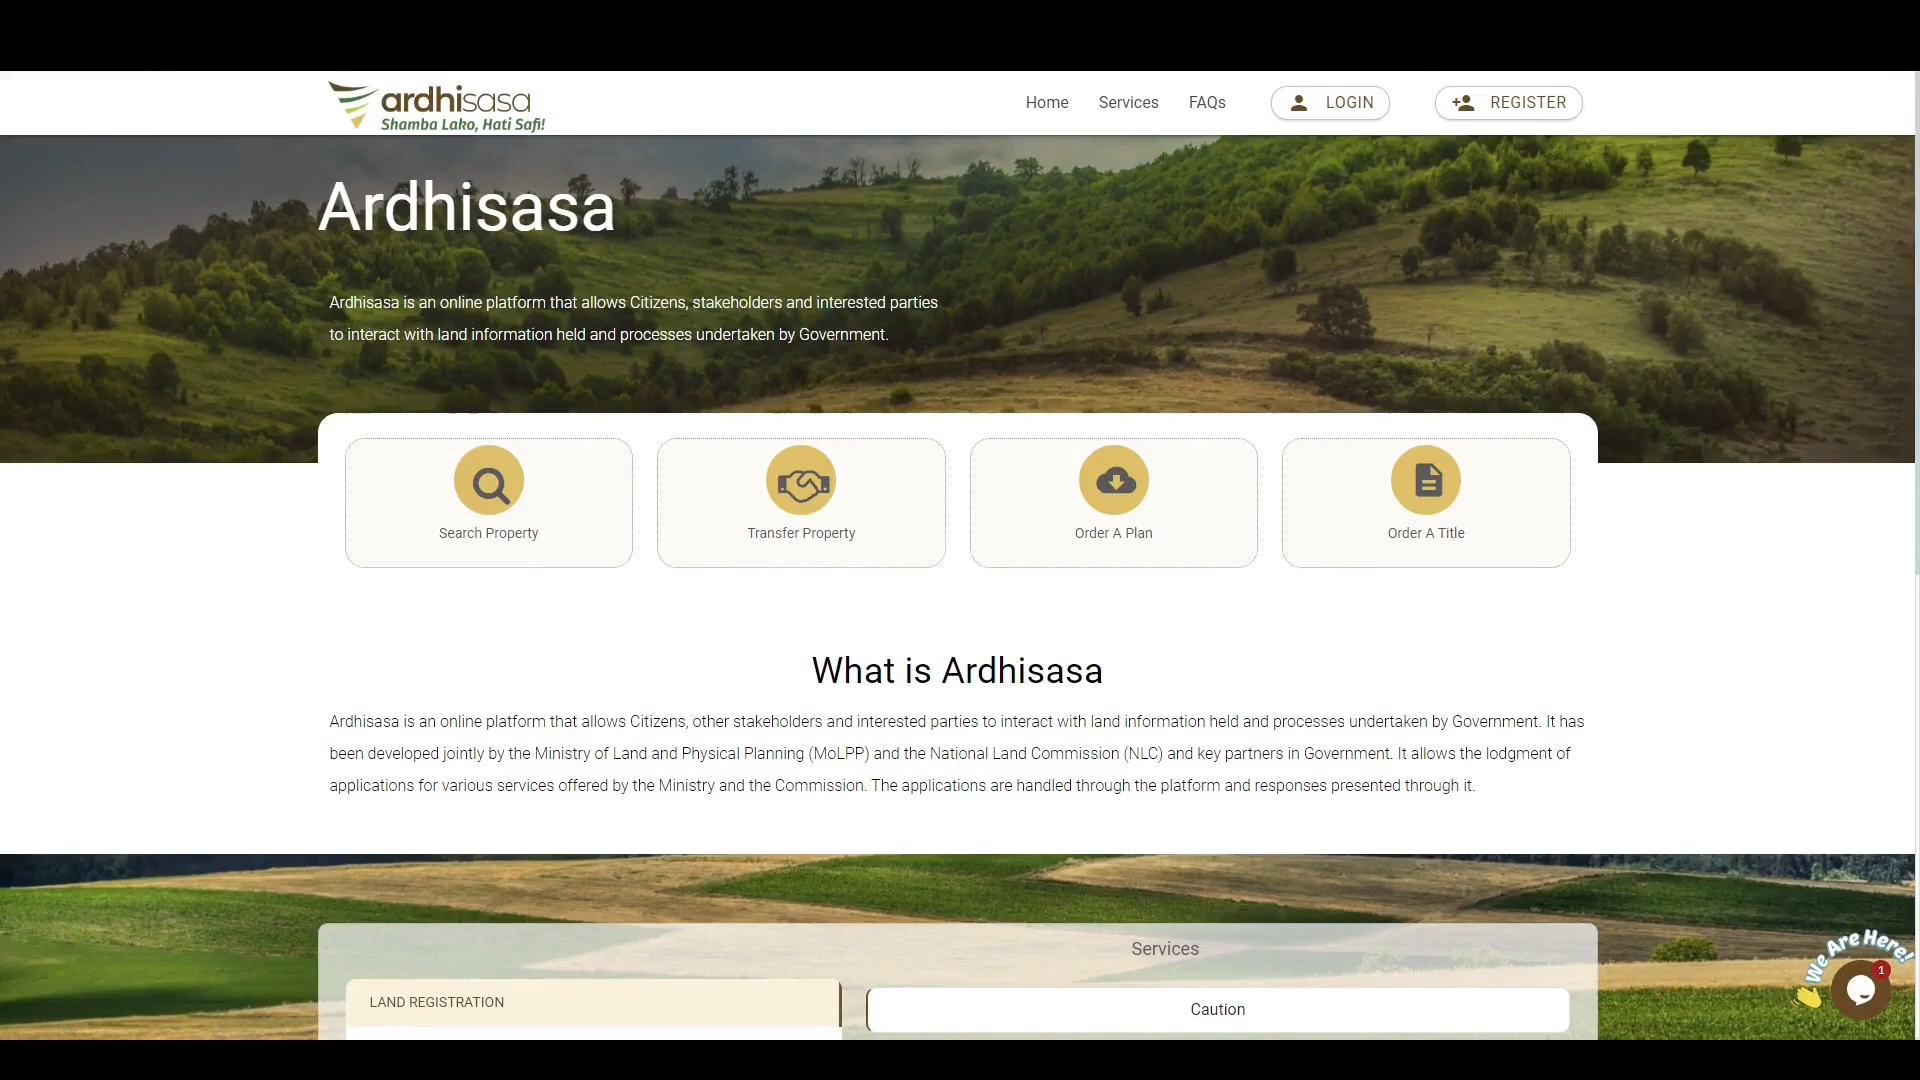 ardhisasa
Shamba Lako, Hati Safi!
Home
Services
FAQs
LOGIN
REGISTER
Ardhisasa
Ardhisasa is an online platform that allows Citizens, stakeholders and interested parties
to interact with land information held and processes undertaken by Government.
Search Property
Transfer Property
Order A Plan
Order A Title
What is Ardhisasa
Ardhisasa is an online platform that allows Citizens, other stakeholders and interested parties to interact with land information held and processes undertaken by Government. It has
been developed jointly by the Ministry of Land and Physical Planning (MoLPP) and the National Land Commission (NLC) and key partners in Government. It allows the lodgment of
applications for various services offered by the Ministry and the Commission. The applications are handled through the platform and responses presented through it.
Services
LAND REGISTRATION
Caution
We Are Here!
1